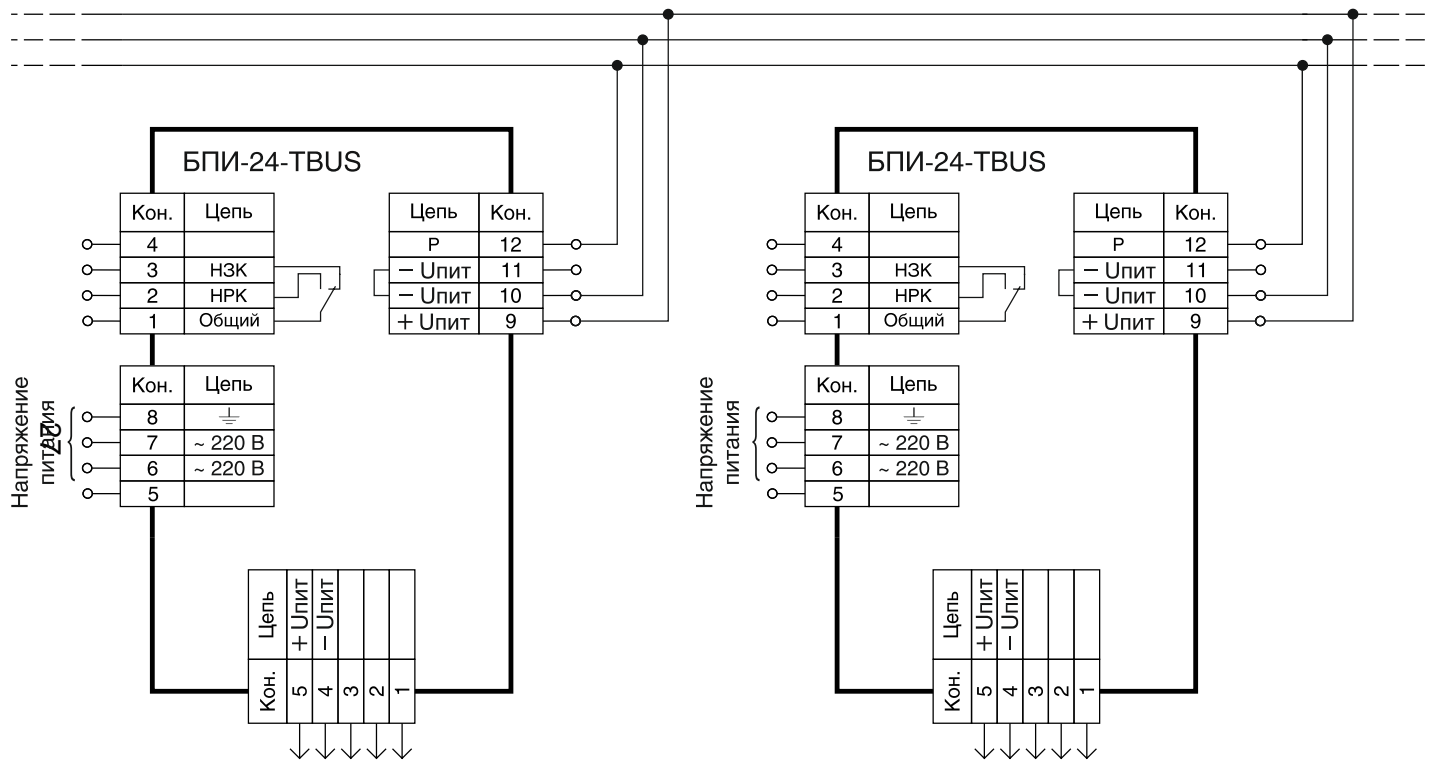 БПИ-24-TBUS
Кон. Цепь
4
3 НЗК
2 НРК
1 Общий
Цепь Кон.
Р 12
− Uпит 11
− Uпит 10
+ Uпит 9
Напряжение
питания
Кон. Цепь
8
7 ~ 220 В
6 ~ 220 В
5
Цепь + Uпит − Uпит
Кон. 5 4 3 2 1
БПИ-24-TBUS
Кон. Цепь
4
3 НЗК
2 НРК
1 Общий
Цепь Кон.
Р 12
− Uпит 11
− Uпит 10
+ Uпит 9
Напряжение
питания
Кон. Цепь
8
7 ~ 220 В
6 ~ 220 В
5
Цепь + Uпит − Uпит
Кон. 5 4 3 2 1